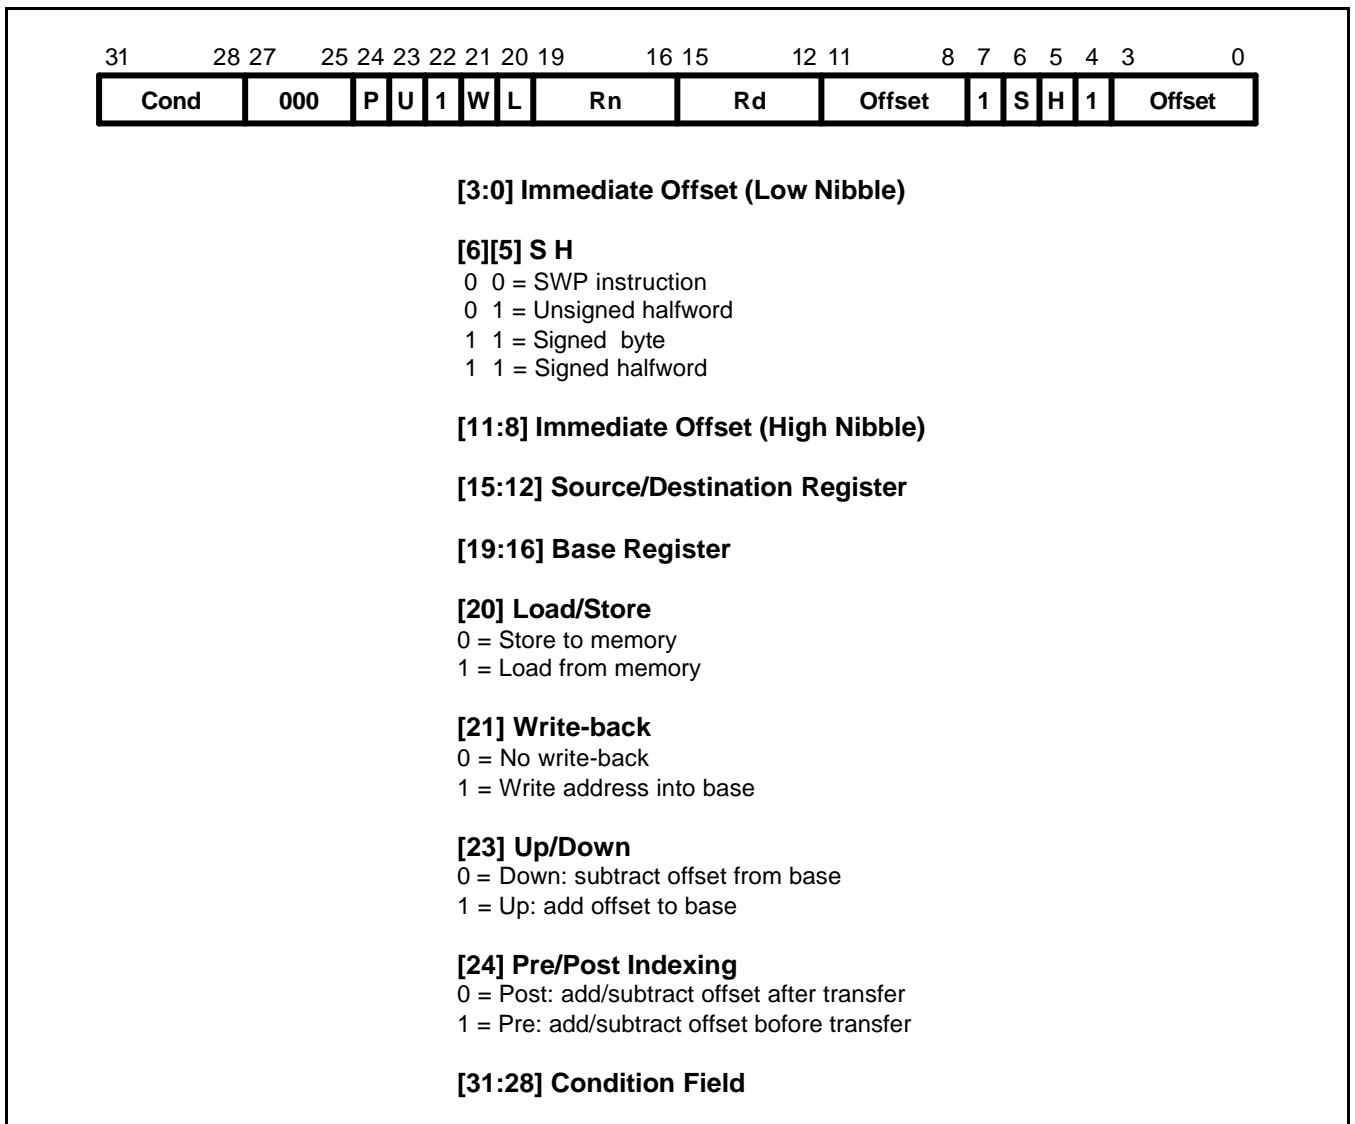 31 28 27 25 24 23 22 21 20 19 16 15 12 11 8 7 6 5 4 3 0
Cond 000 P U 1 W L Rn Rd Offset 1 S H 1 Offset
[3:0] Immediate Offset (Low Nibble)
[6][5] S H
0 0 = SWP instruction
0 1 = Unsigned halfword
1 1 = Signed byte
1 1 = Signed halfword
[11:8] Immediate Offset (High Nibble)
[15:12] Source/Destination Register
[19:16] Base Register
[20] Load/Store
0 = Store to memory
1 = Load from memory
[21] Write-back
0 = No write-back
1 = Write address into base
[23] Up/Down
0 = Down: subtract offset from base
1 = Up: add offset to base
[24] Pre/Post Indexing
0 = Post: add/subtract offset after transfer
1 = Pre: add/subtract offset bofore transfer
[31:28] Condition Field